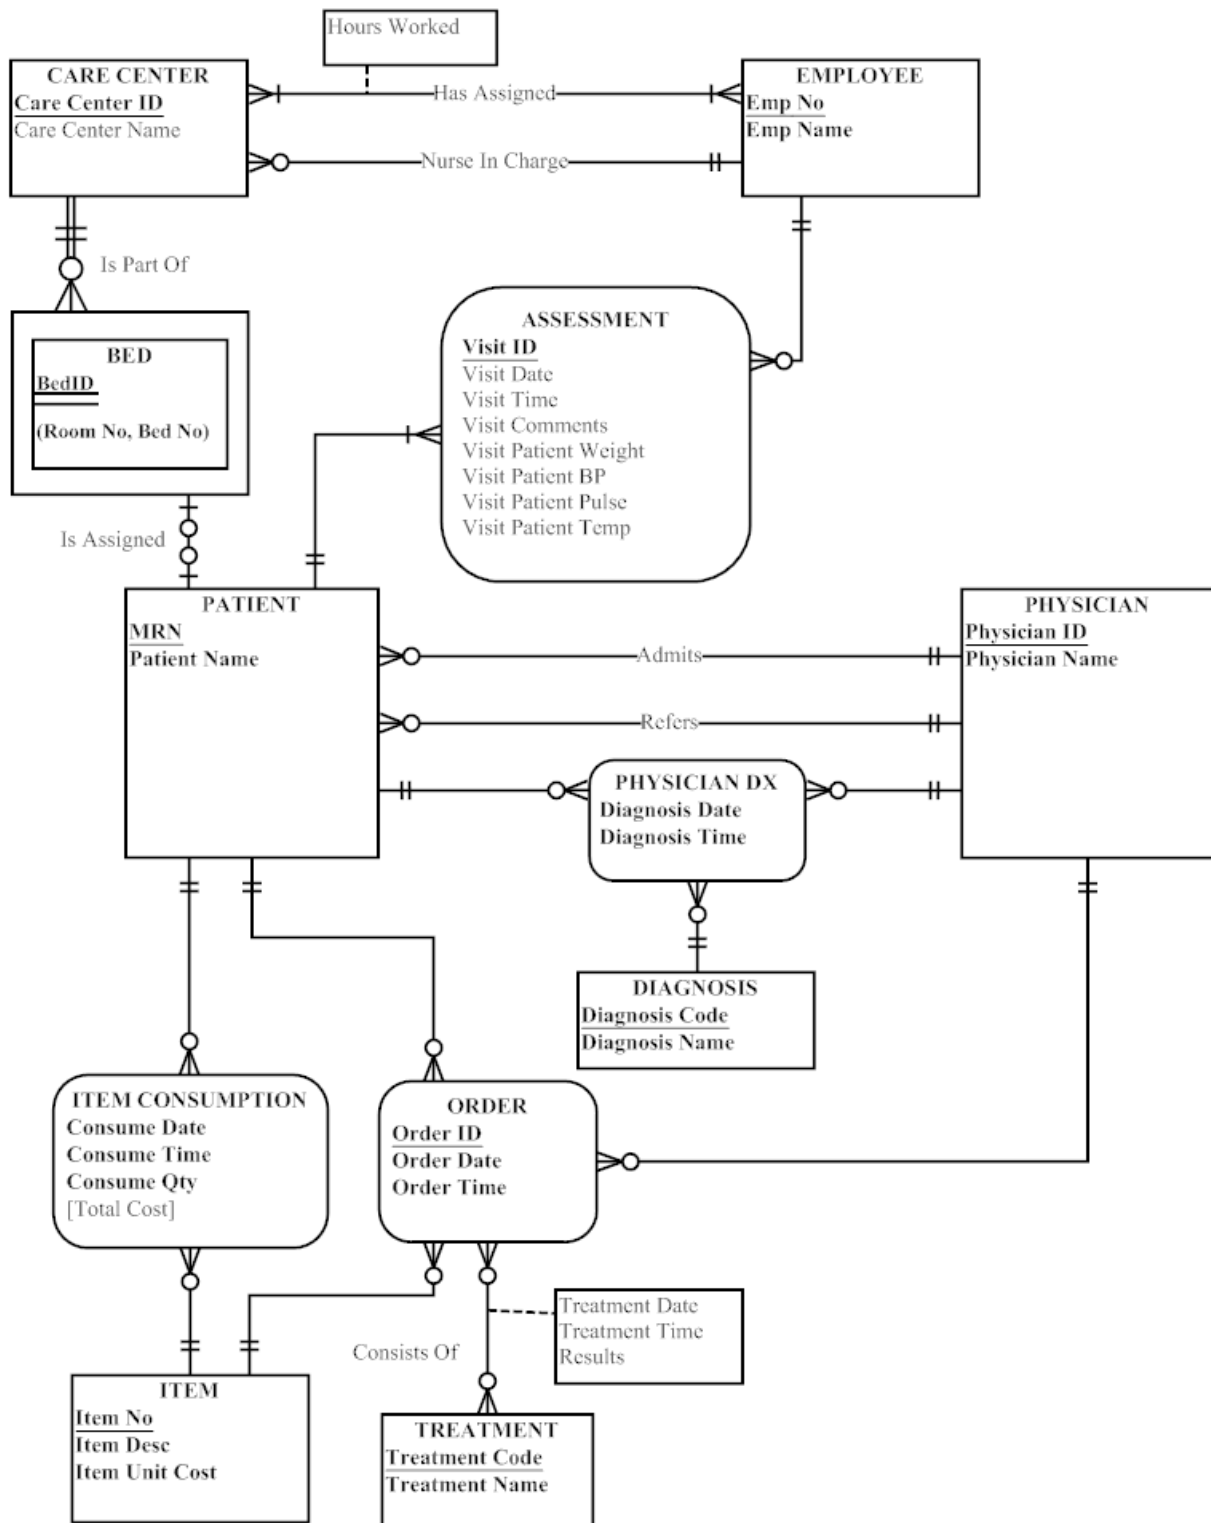 Hours Worked
CARE CENTER
Care Center ID
Care Center Name
Has Assigned
Nurse In Charge
EMPLOYEE
Emp No
Emp Name
Is Part Of
BED
BedID
(Room No, Bed No)
ASSESSMENT
Visit ID
Visit Date
Visit Time
Visit Comments
Visit Patient Weight
Visit Patient BP
Visit Patient Pulse
Visit Patient Temp
Is Assigned
PATIENT
MRN
Patient Name
Admits
Refers
PHYSICIAN
Physician ID
Physician Name
PHYSICIAN DX
Diagnosis Date
Diagnosis Time
DIAGNOSIS
Diagnosis Code
Diagnosis Name
ITEM CONSUMPTION
Consume Date
Consume Time
Consume Qty
[Total Cost]
ORDER
Order ID
Order Date
Order Time
Treatment Date
Treatment Time
Results
Consists Of
ITEM
Item No
Item Desc
Item Unit Cost
TREATMENT
Treatment Code
Treatment Name